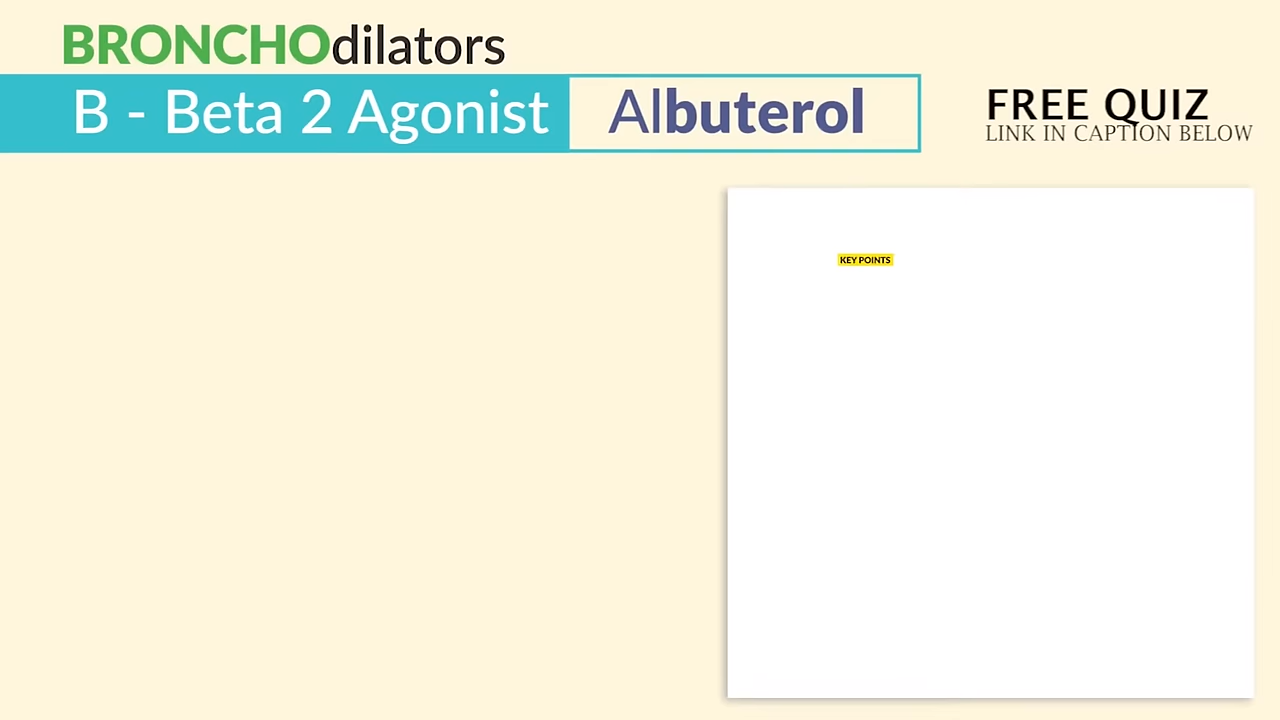 BRONCHOdilators
B - Beta 2 Agonist Albuterol
FREE QUIZ
LINK IN CAPTION BELOW
KEY POINTS